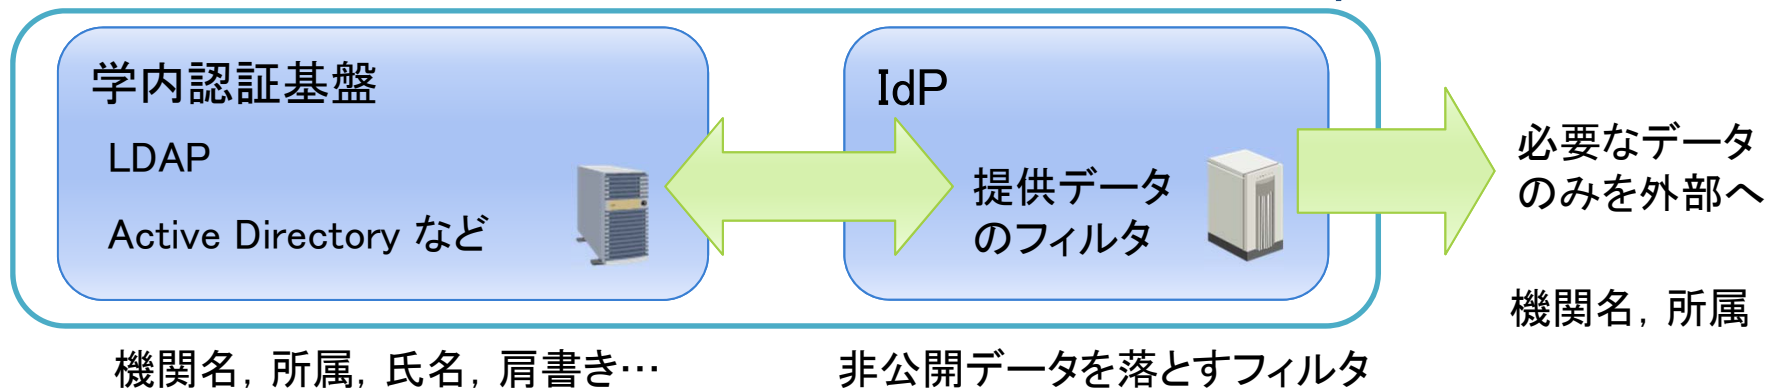 学内認証基盤
LDAP
Active Directory など
IdP
提供データ
のフィルタ
必要なデータ
のみを外部へ
機関名, 所属
機関名, 所属, 氏名, 肩書き…
非公開データを落とすフィルタ